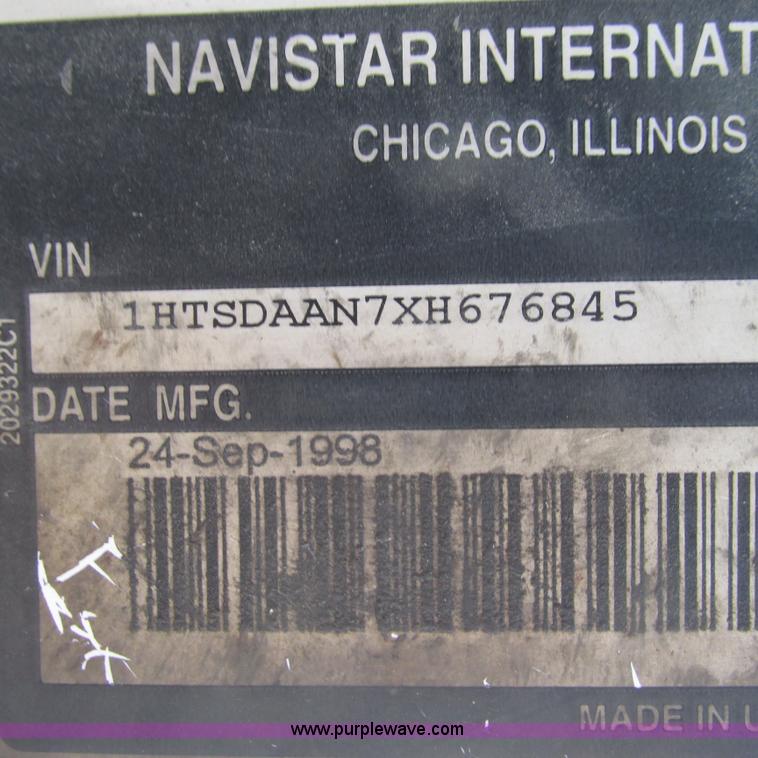 NAVISTAR INTERNAT
CHICAGO, ILLINOIS
VIN
1HTSDAAN7XH676845
2029322C1
DATE MFG.
24-Sep-1998
MADE IN U
www.purplewave.com